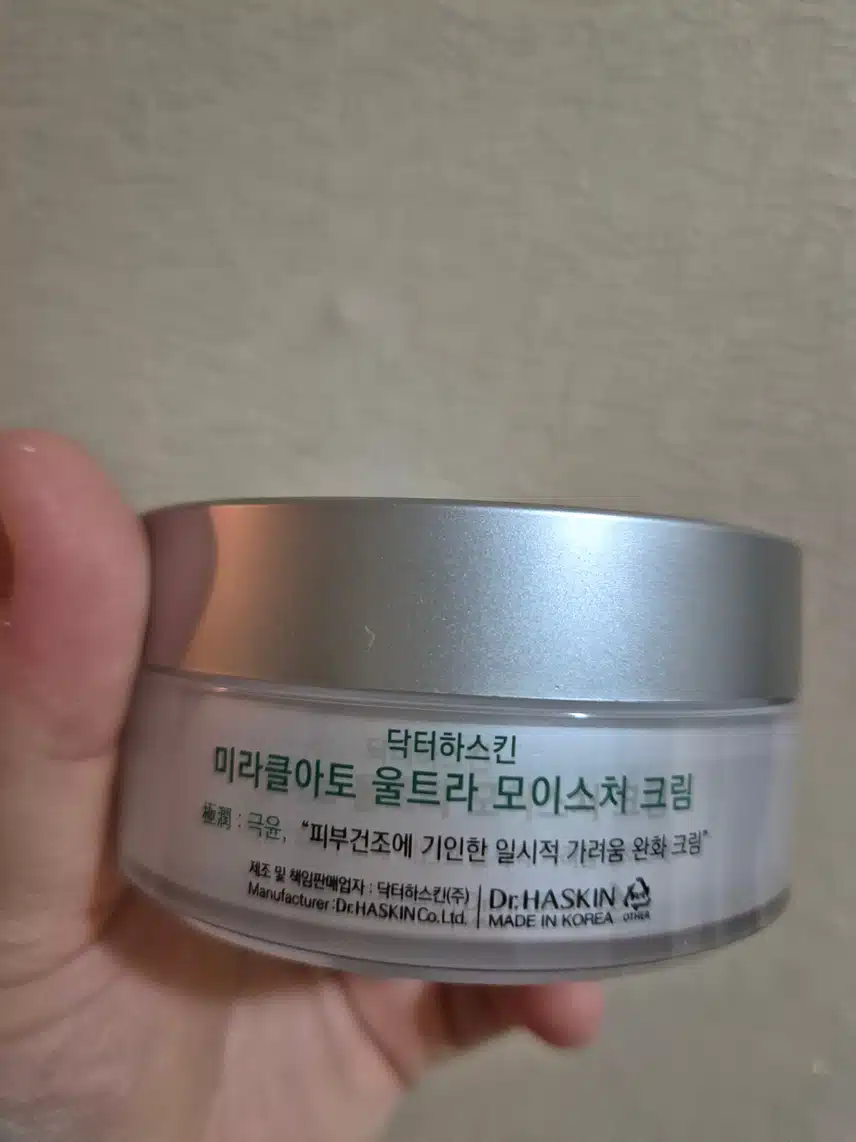 닥터하스킨
미라클아토 울트라 모이스처 크림
極潤 : 극윤, "피부건조에 기인한 일시적 가려움 완화 크림"
제조 및 책임판매업자 : 닥터하스킨(주)
Manufacturer : Dr.HASKIN Co. Ltd.
Dr.HASKIN
MADE IN KOREA
OTHER